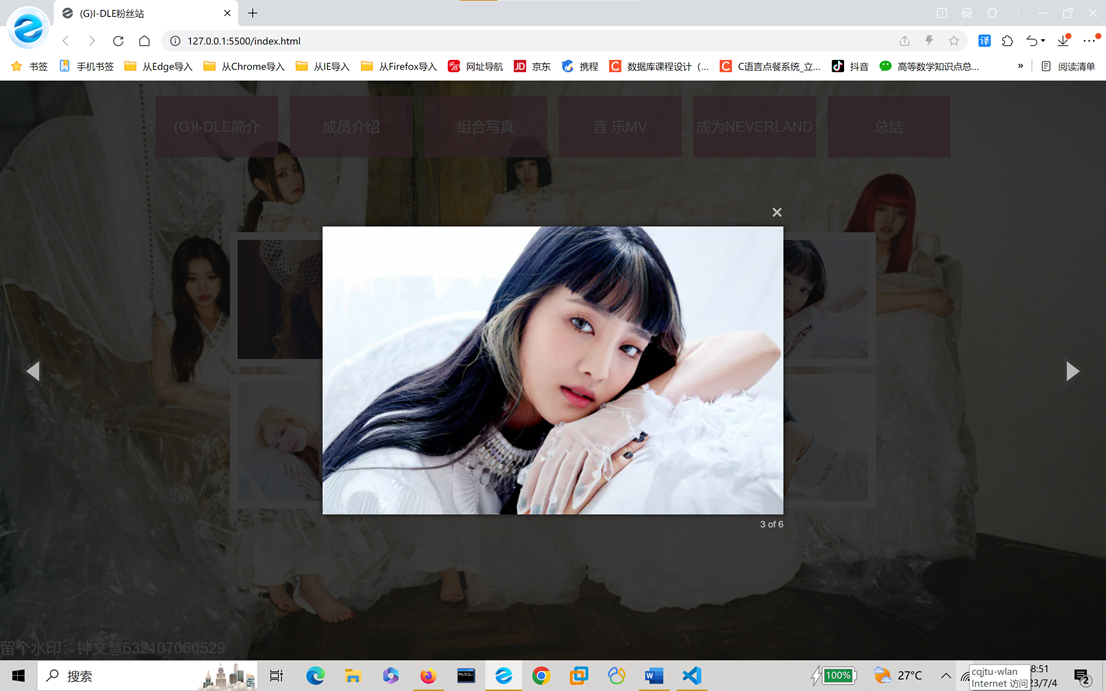 (G)I-DLE粉丝站
127.0.0.1:5500/index.html
译
书签 手机书签 从Edge导入 从Chrome导入 从IE导入 从Firefox导入 网址导航 JD 京东 携程 C 数据库课程设计（... C C语言点餐系统_立... 抖音 高等数学知识点总... » 阅读清单
(G)I-DLE简介 成员介绍 组合写真 音 乐MV 成为NEVERLAND 总结
3 of 6
留个水印：钟文慧632107060529
搜索
100%
27°C
8:51
23/7/4
cqjtu-wlan
Internet 访问
2